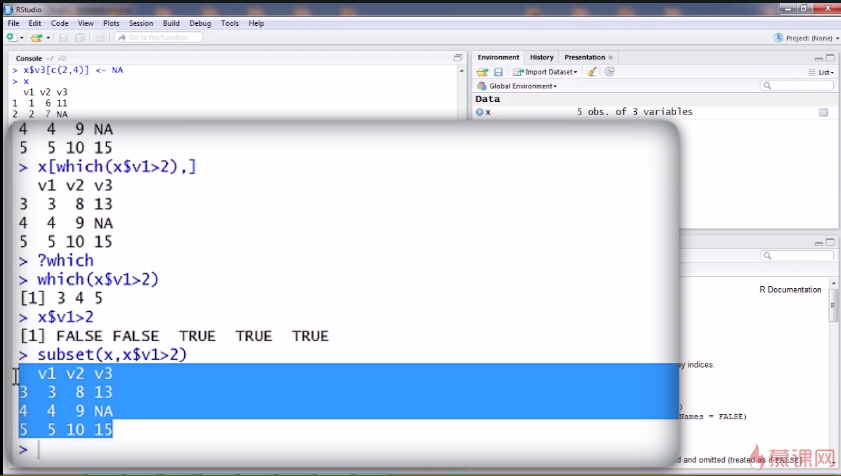 RStudio
File Edit Code View Plots Session Build Debug Tools Help
Go to file/function
Project: (None)
Console ~/
> x$v3[c(2,4)] <- NA
> x
v1 v2 v3
1 1 6 11
2 2 7 NA
4 4 9 NA
5 5 10 15
> x[which(x$v1>2),]
v1 v2 v3
3 3 8 13
4 4 9 NA
5 5 10 15
> ?which
> which(x$v1>2)
[1] 3 4 5
> x$v1>2
[1] FALSE FALSE TRUE TRUE TRUE
> subset(x,x$v1>2)
v1 v2 v3
3 3 8 13
4 4 9 NA
5 5 10 15
>
Environment History Presentation
Import Dataset
List
Global Environment
Data
x 5 obs. of 3 variables
R Documentation
indices.
)
Names = FALSE)
d and omitted (treated as if FALSE).
慕课网